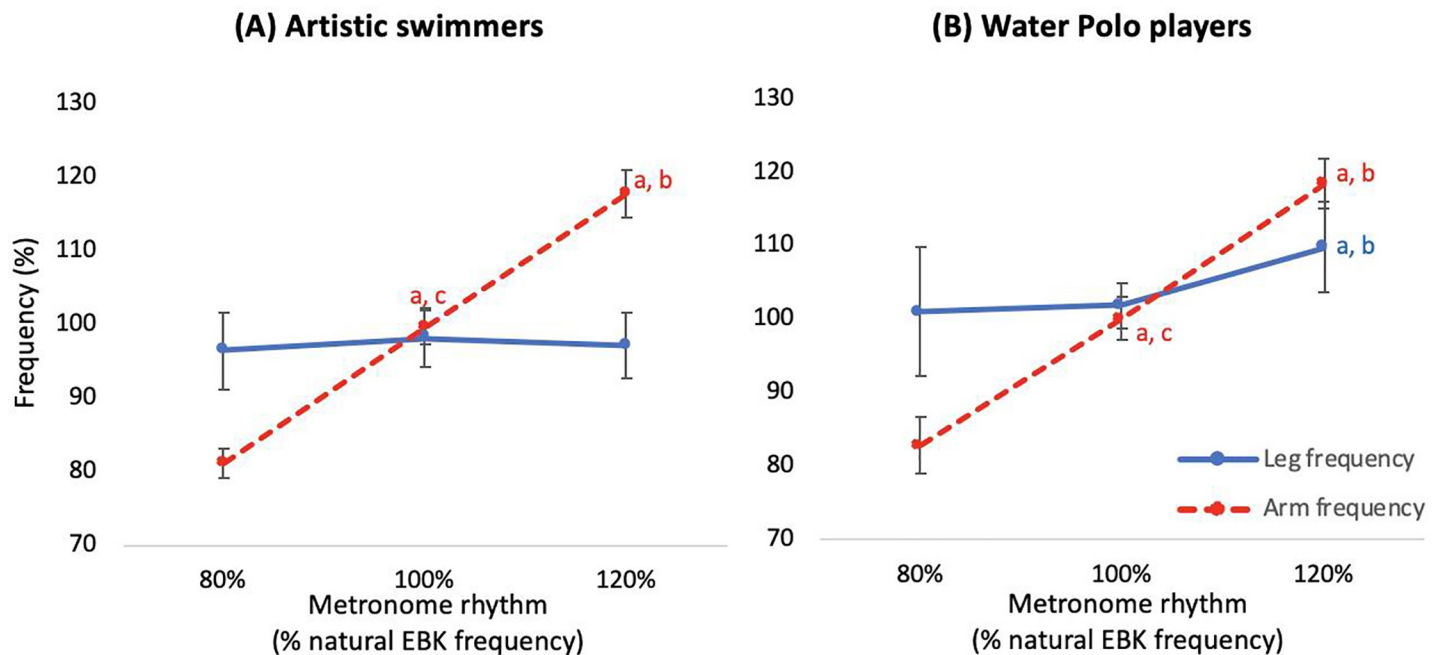 (A) Artistic swimmers
130
120
110
100
90
80
70
Frequency (%)
a, c
a, b
80%
100%
120%
Metronome rhythm
(% natural EBK frequency)
(B) Water Polo players
130
120
110
100
90
80
70
a, b
a, b
a, c
Leg frequency
Arm frequency
80%
100%
120%
Metronome rhythm
(% natural EBK frequency)